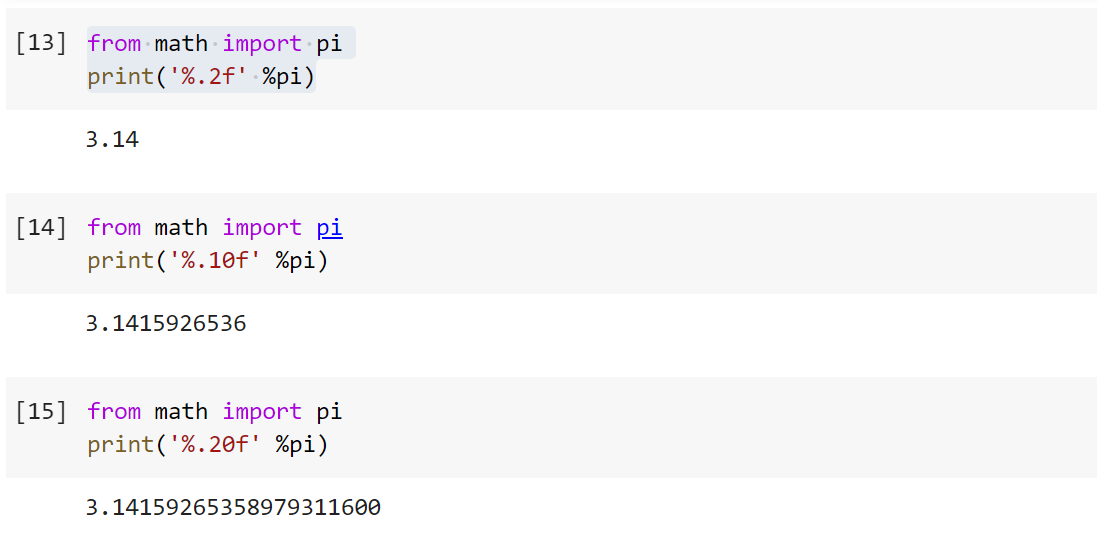 [13] from math import pi
print('%.2f' %pi)
3.14
[14] from math import pi
print('%.10f' %pi)
3.1415926536
[15] from math import pi
print('%.20f' %pi)
3.14159265358979311600